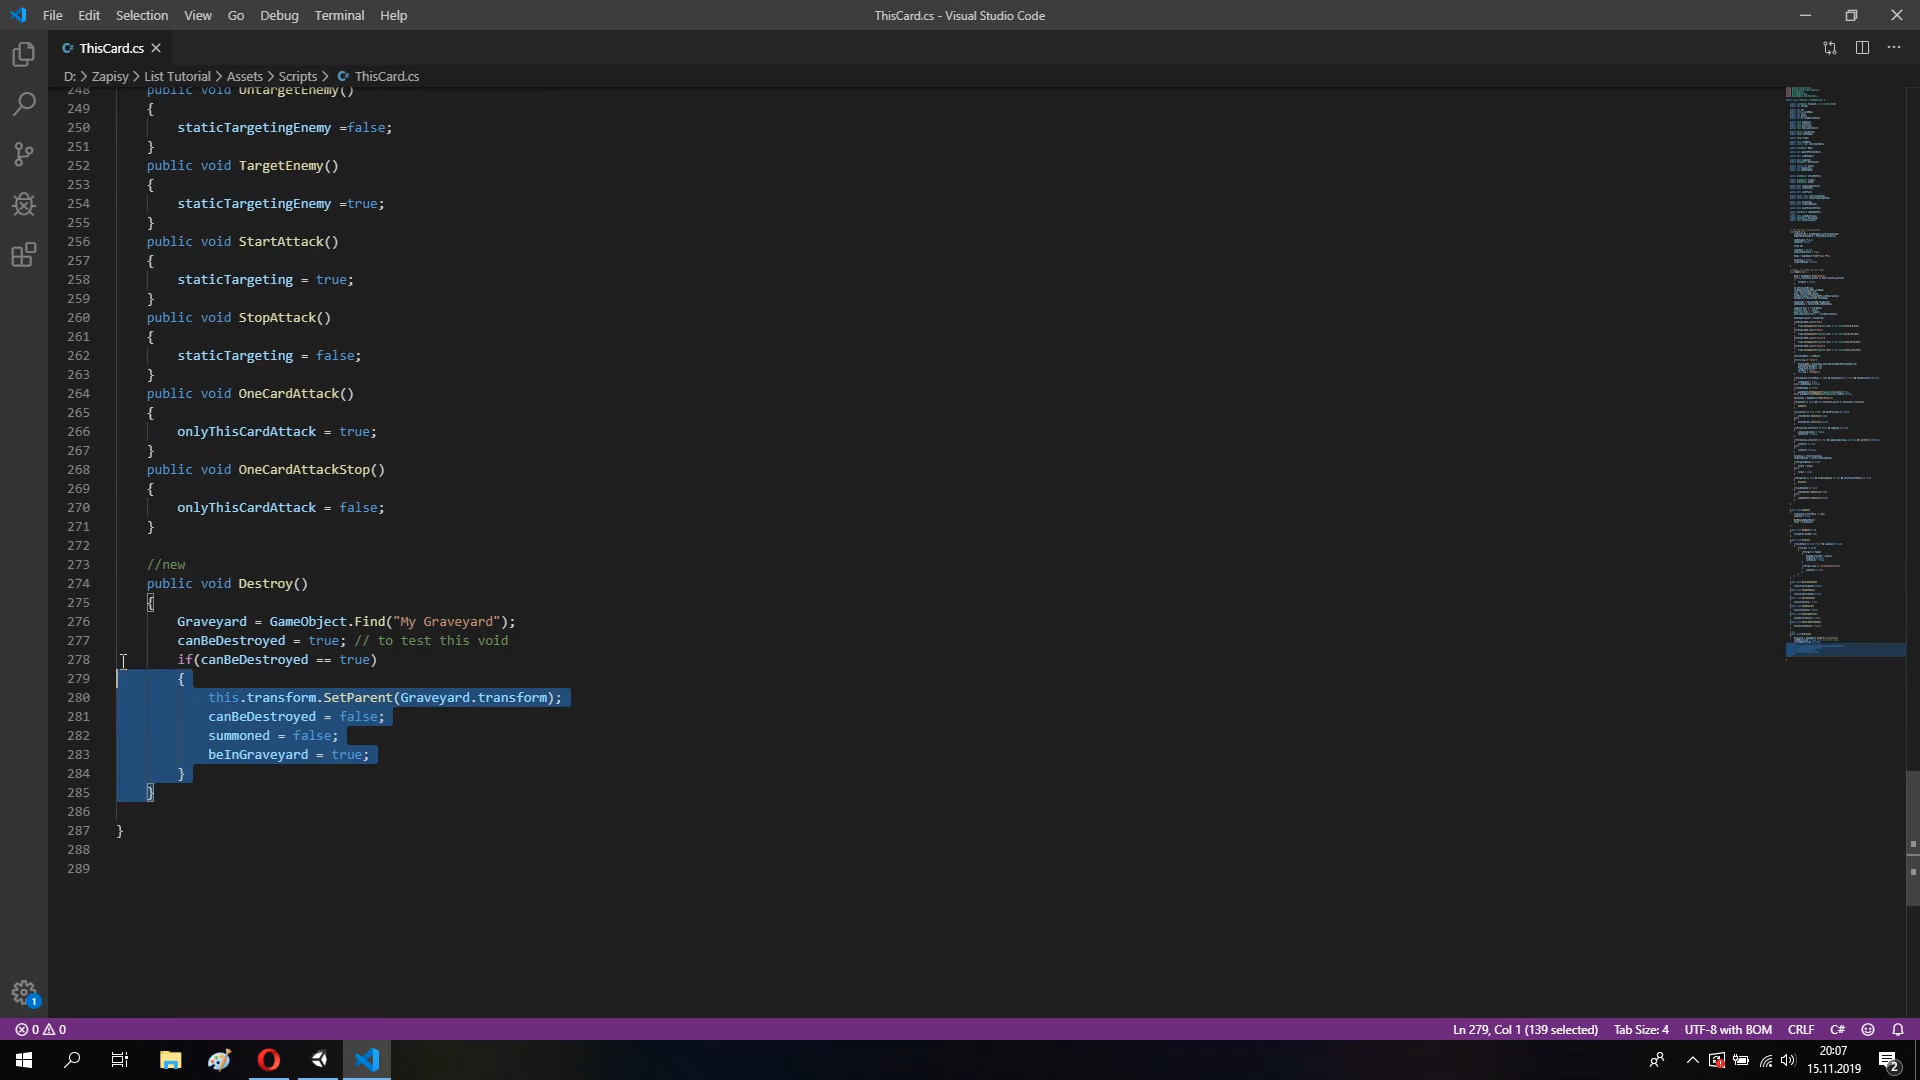 File Edit Selection View Go Debug Terminal Help
ThisCard.cs - Visual Studio Code
ThisCard.cs
D: > Zapisy > List Tutorial > Assets > Scripts > ThisCard.cs
248 public void UntargetEnemy()
249 {
250 staticTargetingEnemy =false;
251 }
252 public void TargetEnemy()
253 {
254 staticTargetingEnemy =true;
255 }
256 public void StartAttack()
257 {
258 staticTargeting = true;
259 }
260 public void StopAttack()
261 {
262 staticTargeting = false;
263 }
264 public void OneCardAttack()
265 {
266 onlyThisCardAttack = true;
267 }
268 public void OneCardAttackStop()
269 {
270 onlyThisCardAttack = false;
271 }
272
273 //new
274 public void Destroy()
275 {
276 Graveyard = GameObject.Find("My Graveyard");
277 canBeDestroyed = true; // to test this void
278 if(canBeDestroyed == true)
279 {
280 this.transform.SetParent(Graveyard.transform);
281 canBeDestroyed = false;
282 summoned = false;
283 beInGraveyard = true;
284 }
285 }
286
287 }
288
289
1
0 0
Ln 279, Col 1 (139 selected) Tab Size: 4 UTF-8 with BOM CRLF C#
20:07
15.11.2019
2